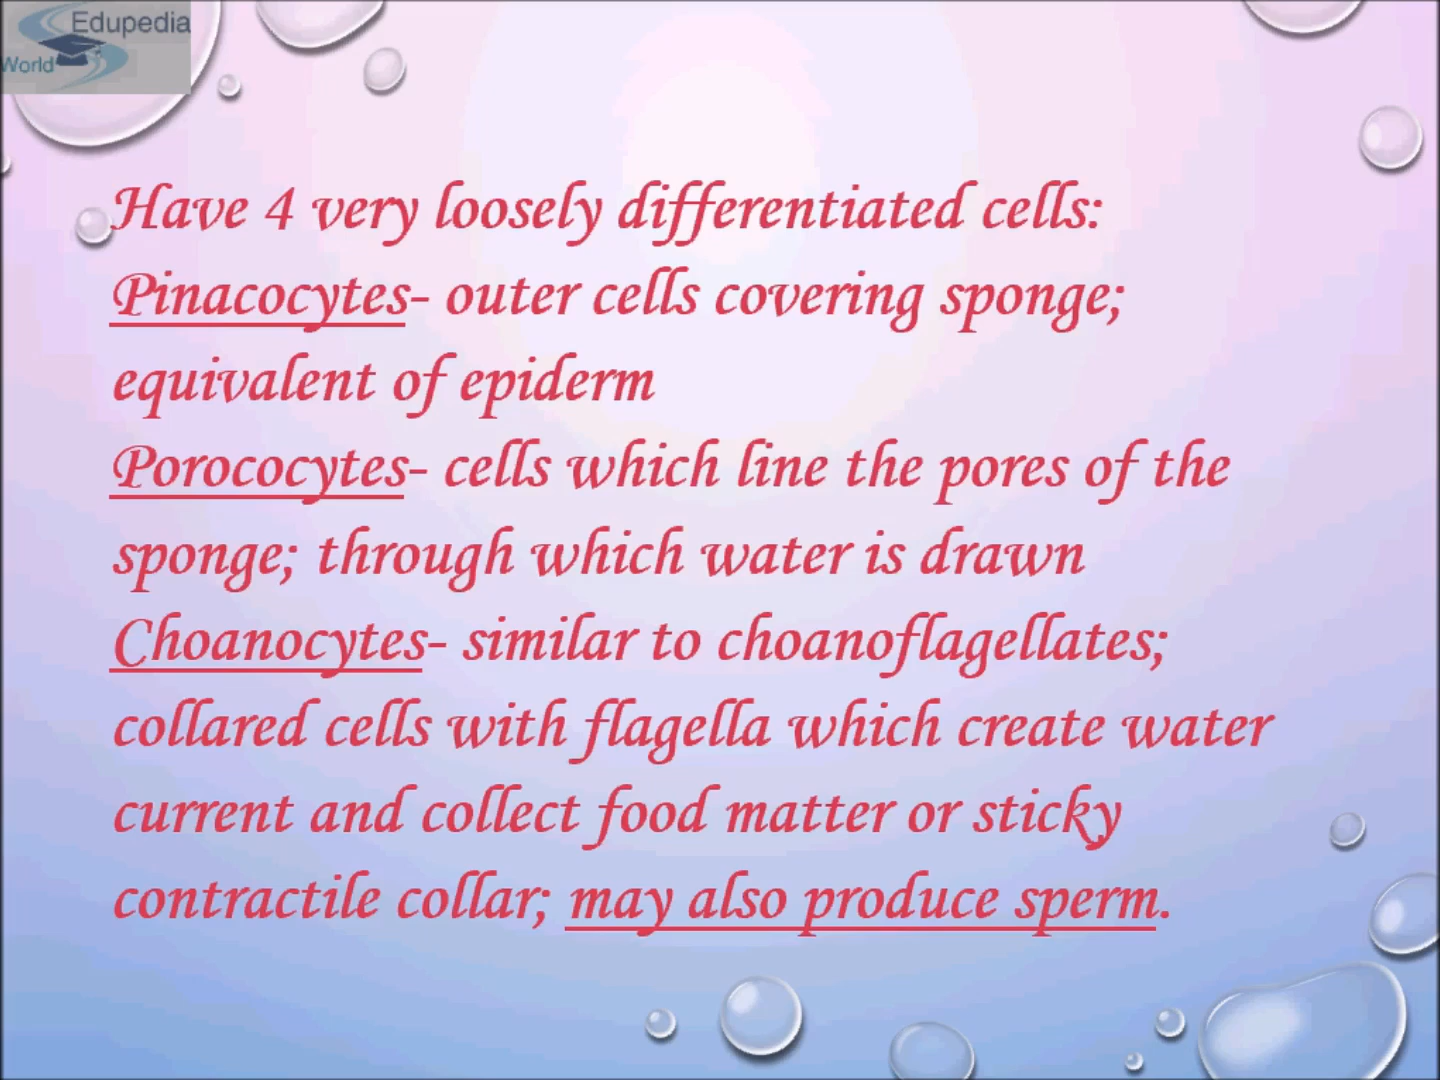 Edupedia
World
Have 4 very loosely differentiated cells:
Pinacocytes- outer cells covering sponge;
equivalent of epiderm
Porococytes- cells which line the pores of the
sponge; through which water is drawn
Choanocytes- similar to choanoflagellates;
collared cells with flagella which create water
current and collect food matter or sticky
contractile collar; may also produce sperm.